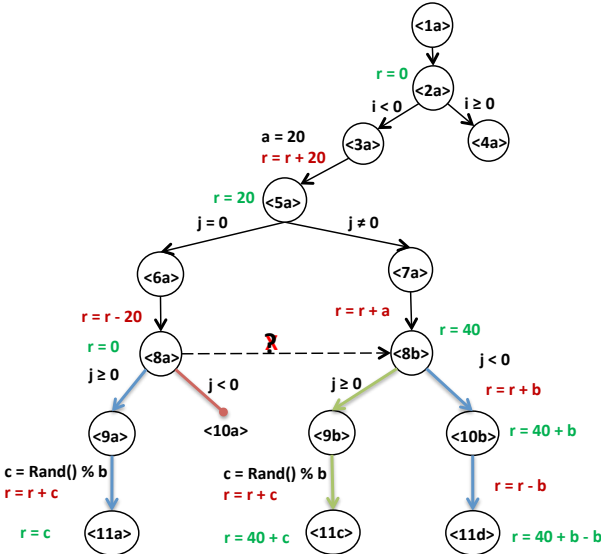 <1a>
r = 0
<2a>
i < 0
i ≥ 0
a = 20
<3a>
<4a>
r = r + 20
r = 20
<5a>
j = 0
j ≠ 0
<6a>
<7a>
r = r - 20
r = r + a
r = 0
<8a>
?
X
<8b>
r = 40
j ≥ 0
j < 0
j ≥ 0
j < 0
r = r + b
<9a>
<10a>
<9b>
<10b>
r = 40 + b
c = Rand() % b
r = r + c
c = Rand() % b
r = r + c
r = r - b
r = c
<11a>
r = 40 + c
<11c>
<11d>
r = 40 + b - b